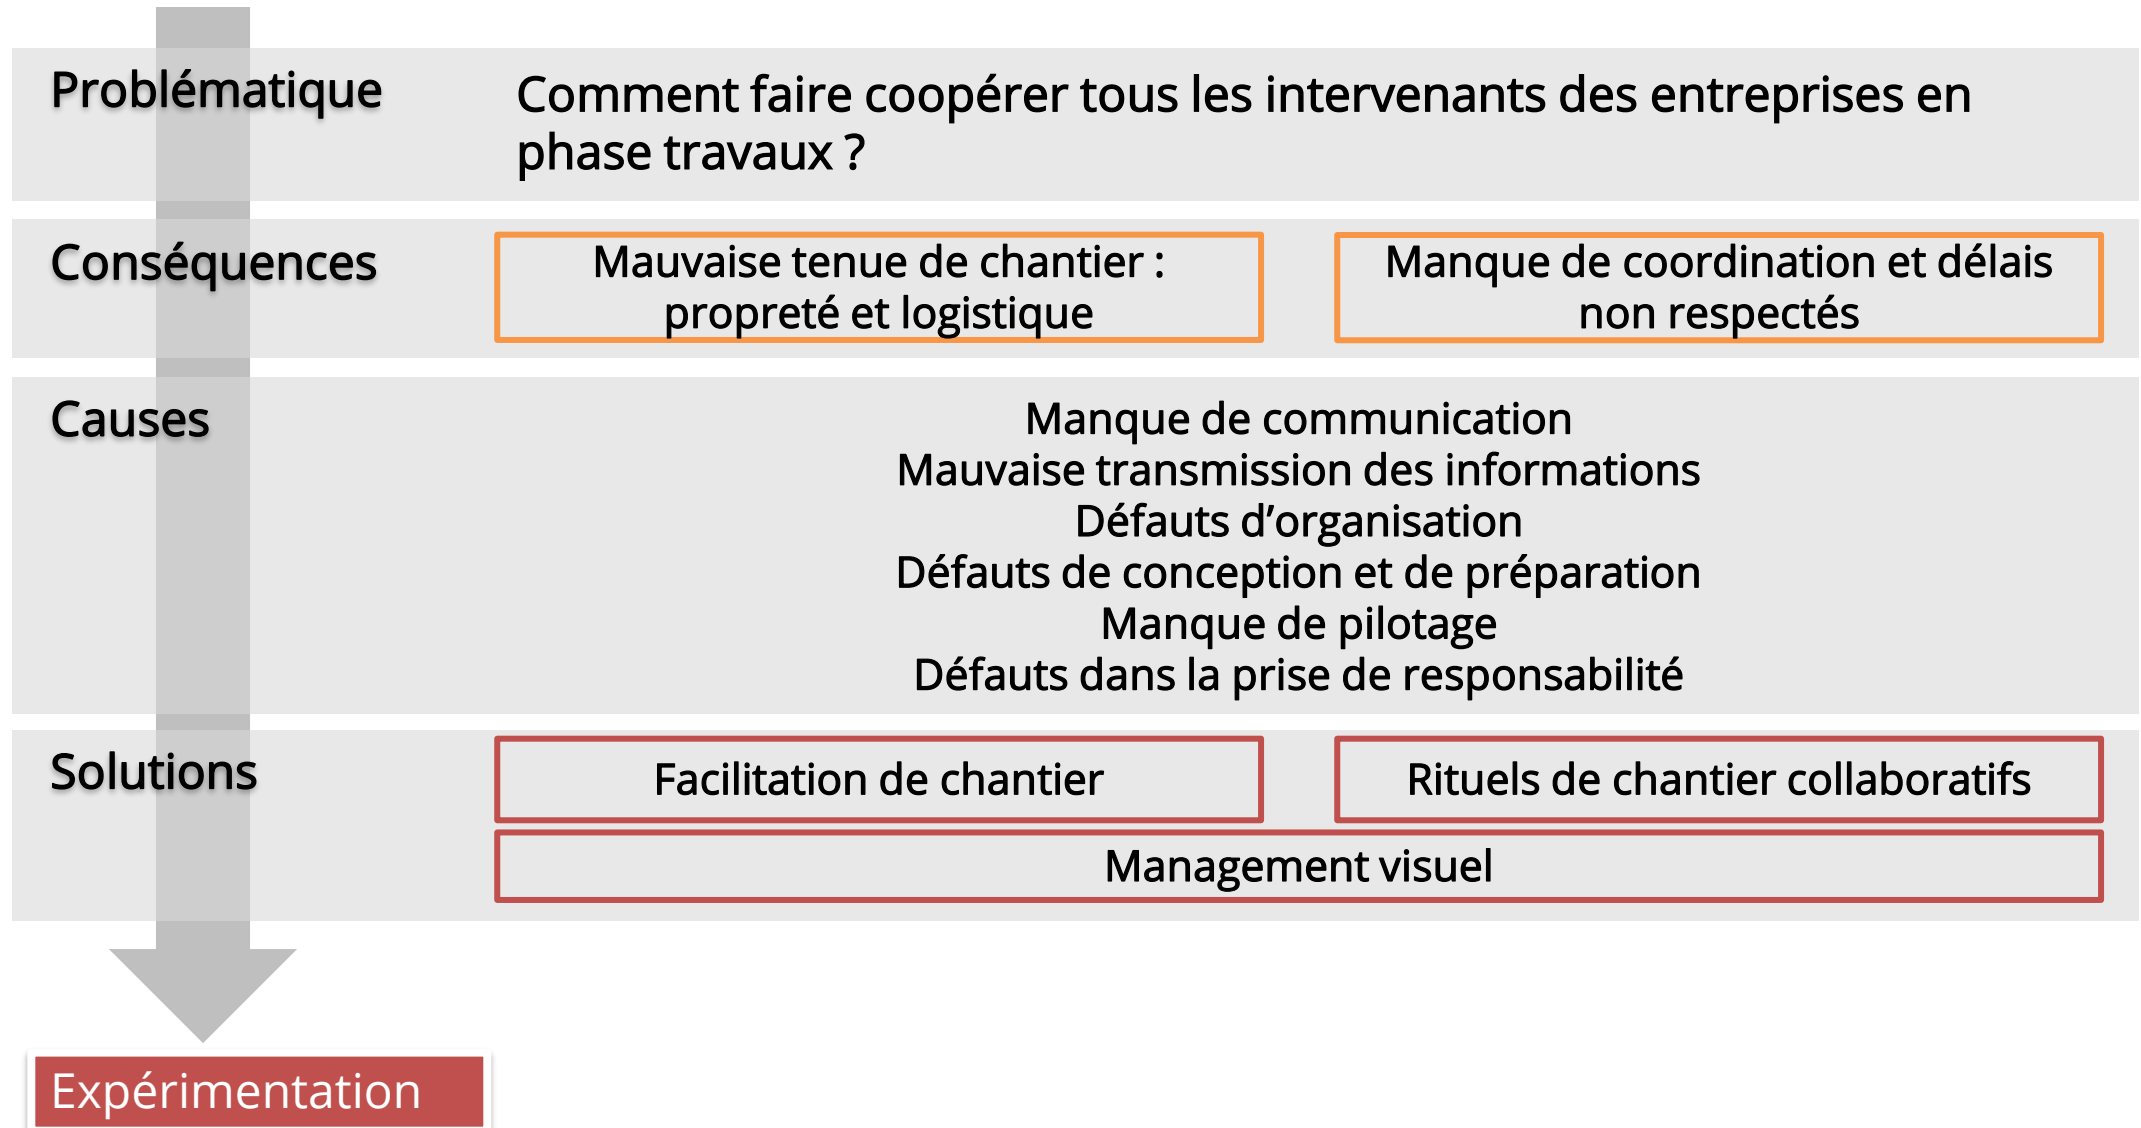 Problématique
Comment faire coopérer tous les intervenants des entreprises en
phase travaux ?
Conséquences
Mauvaise tenue de chantier :
propreté et logistique
Manque de coordination et délais
non respectés
Causes
Manque de communication
Mauvaise transmission des informations
Défauts d’organisation
Défauts de conception et de préparation
Manque de pilotage
Défauts dans la prise de responsabilité
Solutions
Facilitation de chantier
Rituels de chantier collaboratifs
Management visuel
Expérimentation